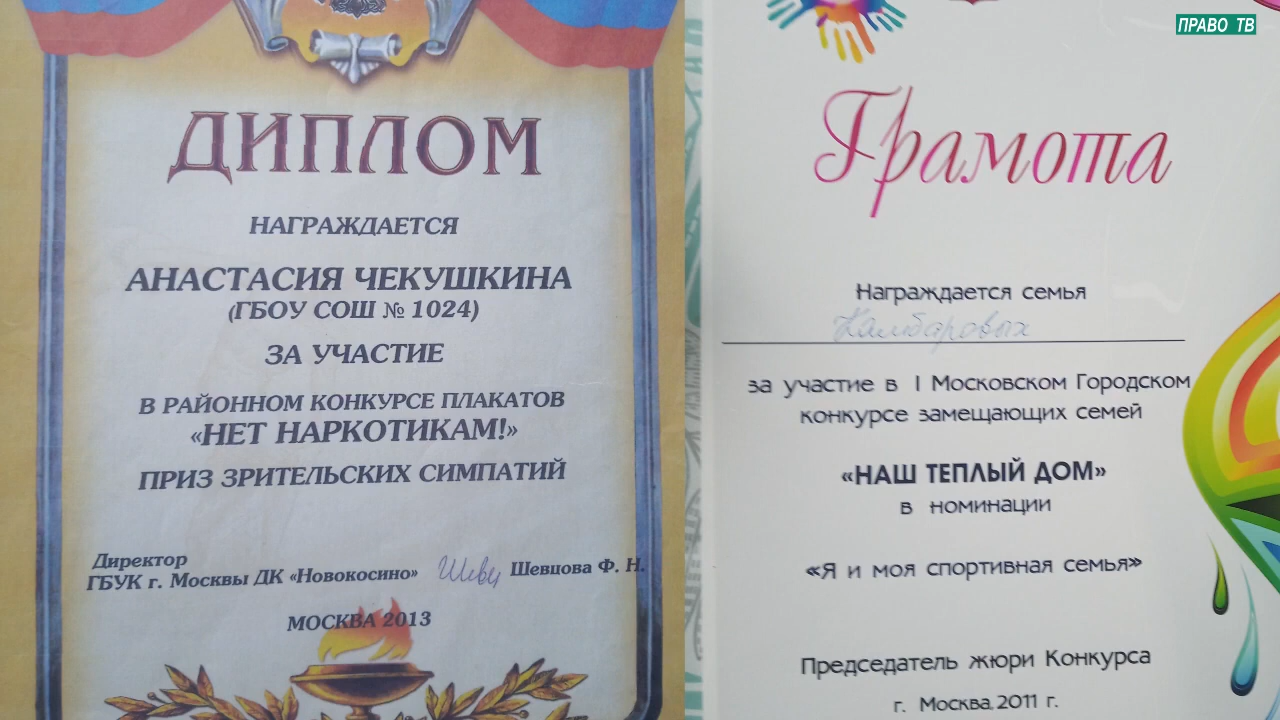 ДИПЛОМ
НАГРАЖДАЕТСЯ
АНАСТАСИЯ ЧЕКУШКИНА
(ГБОУ СОШ № 1024)
ЗА УЧАСТИЕ
В РАЙОННОМ КОНКУРСЕ ПЛАКАТОВ
«НЕТ НАРКОТИКАМ!»
ПРИЗ ЗРИТЕЛЬСКИХ СИМПАТИЙ
Директор
ГБУК г. Москвы ДК «Новокосино» Шевцова Ф. Н.
МОСКВА 2013
ПРАВО ТВ
Грамота
Награждается семья
Камбаровых
за участие в I Московском Городском
конкурсе замещающих семей
«НАШ ТЕПЛЫЙ ДОМ»
в номинации
«Я и моя спортивная семья»
Председатель жюри Конкурса
г. Москва, 2011 г.